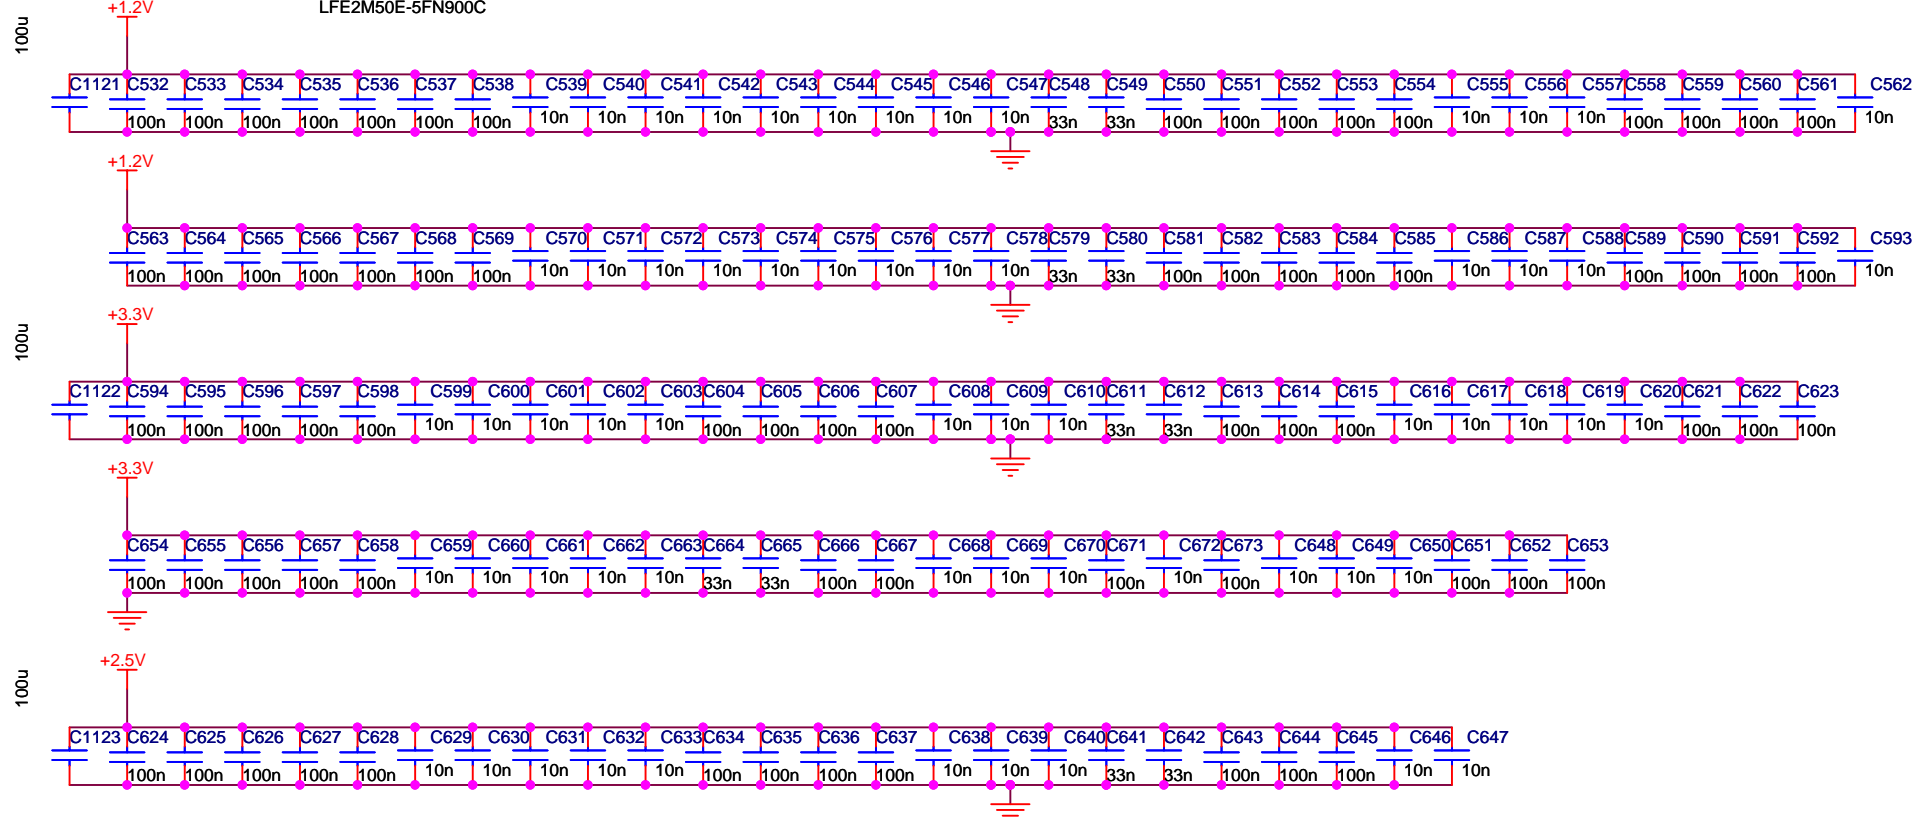 LFE2M50E-5FN900C
+1.2V
100u
C1121 C532 C533 C534 C535 C536 C537 C538 C539 C540 C541 C542 C543 C544 C545 C546 C547 C548 C549 C550 C551 C552 C553 C554 C555 C556 C557 C558 C559 C560 C561 C562
100n 100n 100n 100n 100n 100n 100n 10n 10n 10n 10n 10n 10n 10n 10n 10n 33n 33n 100n 100n 100n 100n 100n 10n 10n 10n 100n 100n 100n 100n 10n
+1.2V
C563 C564 C565 C566 C567 C568 C569 C570 C571 C572 C573 C574 C575 C576 C577 C578 C579 C580 C581 C582 C583 C584 C585 C586 C587 C588 C589 C590 C591 C592 C593
100n 100n 100n 100n 100n 100n 100n 10n 10n 10n 10n 10n 10n 10n 10n 10n 33n 33n 100n 100n 100n 100n 100n 10n 10n 10n 100n 100n 100n 100n 10n
+3.3V
100u
C1122 C594 C595 C596 C597 C598 C599 C600 C601 C602 C603 C604 C605 C606 C607 C608 C609 C610 C611 C612 C613 C614 C615 C616 C617 C618 C619 C620 C621 C622 C623
100n 100n 100n 100n 100n 10n 10n 10n 10n 10n 100n 100n 100n 100n 10n 10n 10n 33n 33n 100n 100n 100n 10n 10n 10n 10n 10n 100n 100n 100n
+3.3V
C654 C655 C656 C657 C658 C659 C660 C661 C662 C663 C664 C665 C666 C667 C668 C669 C670 C671 C672 C673 C648 C649 C650 C651 C652 C653
100n 100n 100n 100n 100n 10n 10n 10n 10n 10n 33n 33n 100n 100n 10n 10n 10n 100n 10n 100n 10n 10n 10n 100n 100n 100n
+2.5V
100u
C1123 C624 C625 C626 C627 C628 C629 C630 C631 C632 C633 C634 C635 C636 C637 C638 C639 C640 C641 C642 C643 C644 C645 C646 C647
100n 100n 100n 100n 100n 10n 10n 10n 10n 10n 100n 100n 100n 100n 10n 10n 10n 33n 33n 100n 100n 100n 10n 10n